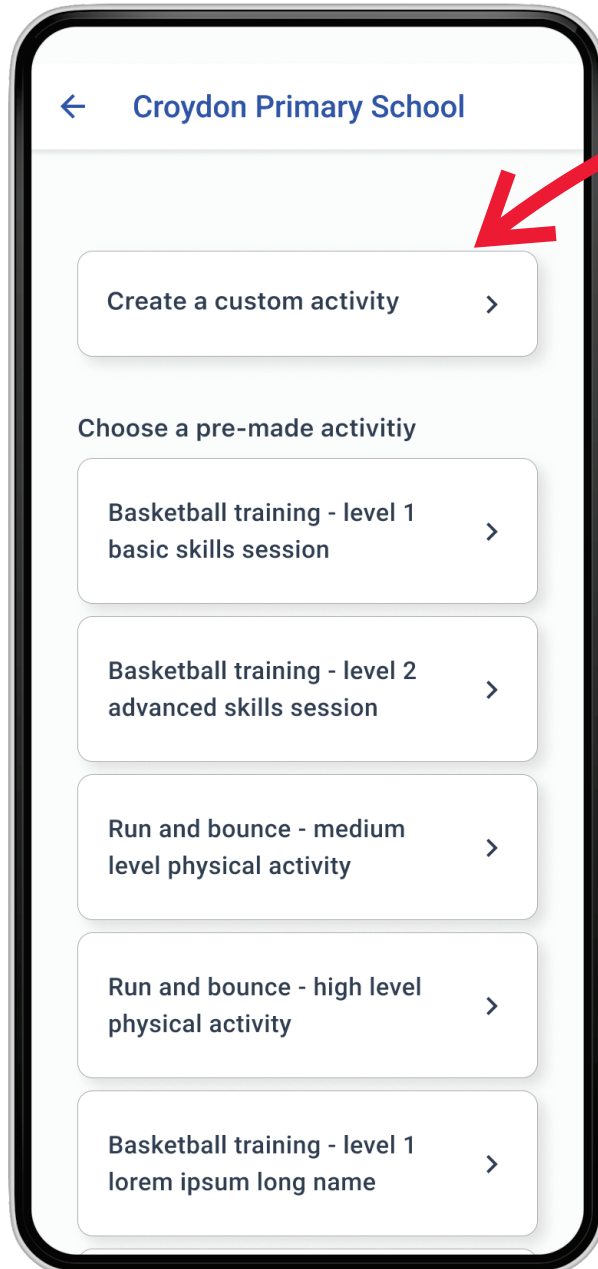 Croydon Primary School
Create a custom activity
Choose a pre-made activitiy
Basketball training - level 1
basic skills session
Basketball training - level 2
advanced skills session
Run and bounce - medium
level physical activity
Run and bounce - high level
physical activity
Basketball training - level 1
lorem ipsum long name